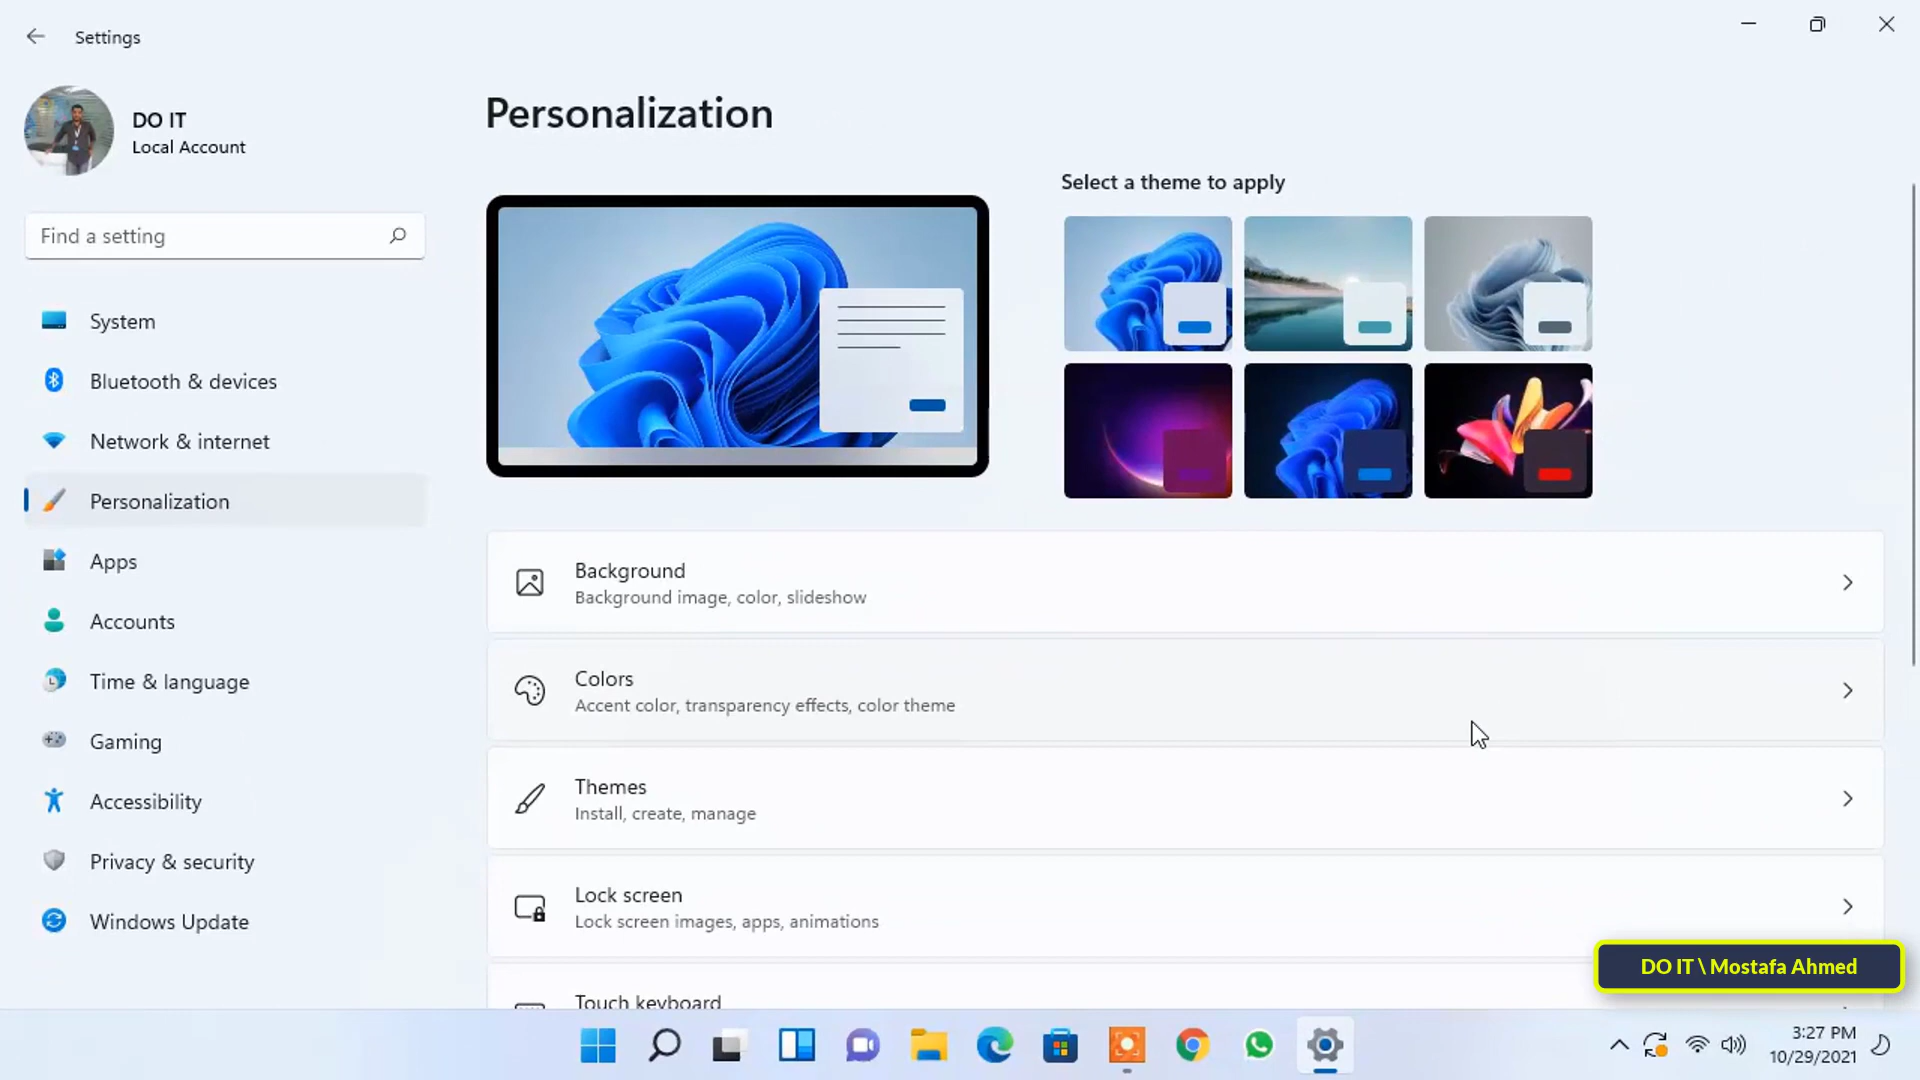 Settings
DO IT
Local Account
Find a setting
System
Bluetooth & devices
Network & internet
Personalization
Apps
Accounts
Time & language
Gaming
Accessibility
Privacy & security
Windows Update
Personalization
Select a theme to apply
Background
Background image, color, slideshow
Colors
Accent color, transparency effects, color theme
Themes
Install, create, manage
Lock screen
Lock screen images, apps, animations
Touch keyboard
DO IT \ Mostafa Ahmed
3:27 PM
10/29/2021